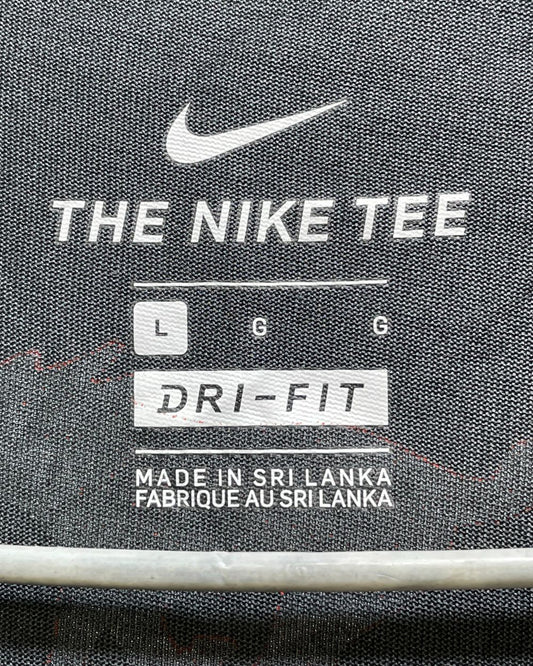 THE NIKE TEE
L G G
DRI-FIT
MADE IN SRI LANKA
FABRIQUE AU SRI LANKA